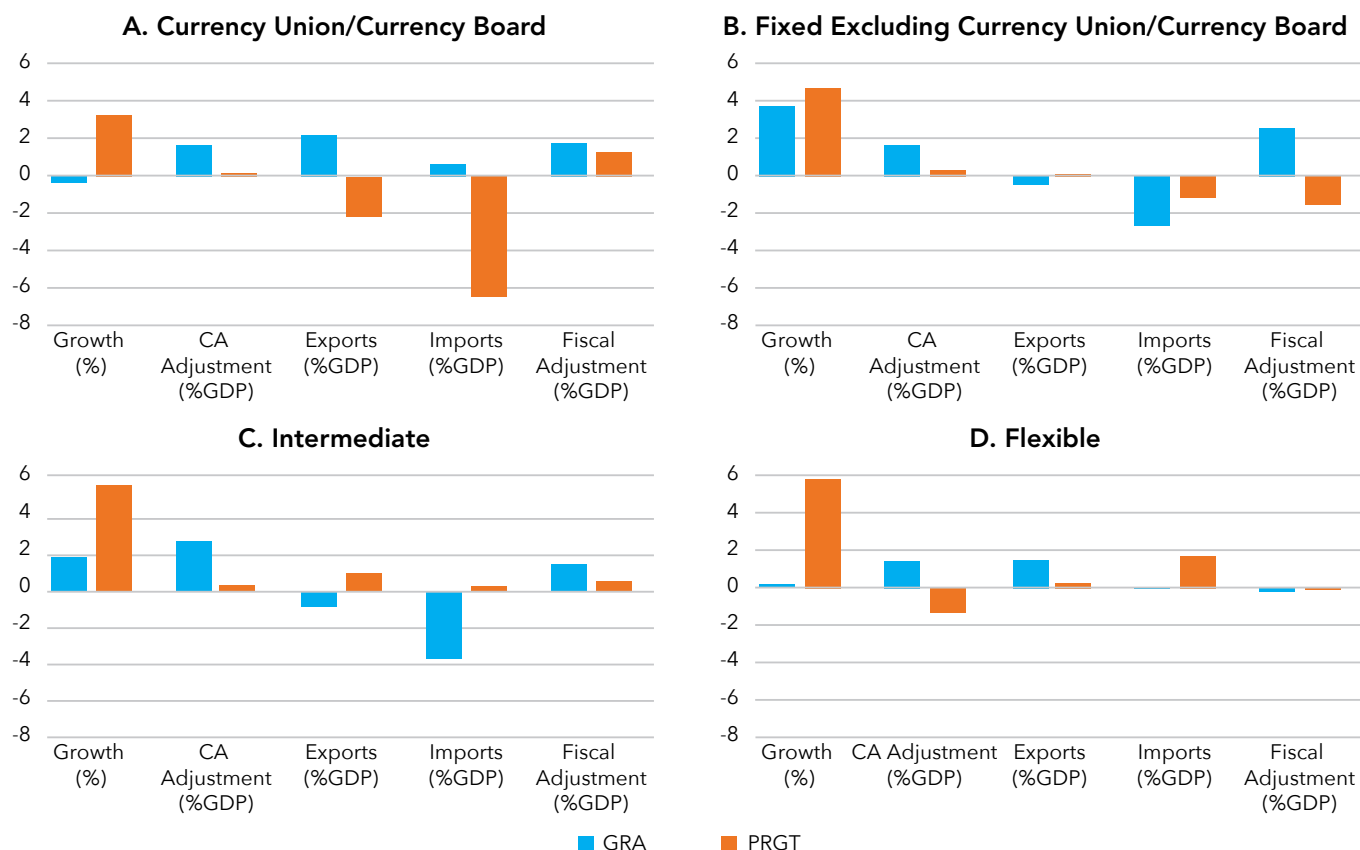 A. Currency Union/Currency Board
6
4
2
0
-2
-4
-6
-8
Growth
(%)
CA
Adjustment
(%GDP)
Exports
(%GDP)
Imports
(%GDP)
Fiscal
Adjustment
(%GDP)
B. Fixed Excluding Currency Union/Currency Board
6
4
2
0
-2
-4
-6
-8
Growth
(%)
CA
Adjustment
(%GDP)
Exports
(%GDP)
Imports
(%GDP)
Fiscal
Adjustment
(%GDP)
C. Intermediate
6
4
2
0
-2
-4
-6
-8
Growth
(%)
CA
Adjustment
(%GDP)
Exports
(%GDP)
Imports
(%GDP)
Fiscal
Adjustment
(%GDP)
D. Flexible
6
4
2
0
-2
-4
-6
-8
Growth
(%)
CA Adjustment
(%GDP)
Exports
(%GDP)
Imports
(%GDP)
Fiscal
Adjustment
(%GDP)
GRA
PRGT